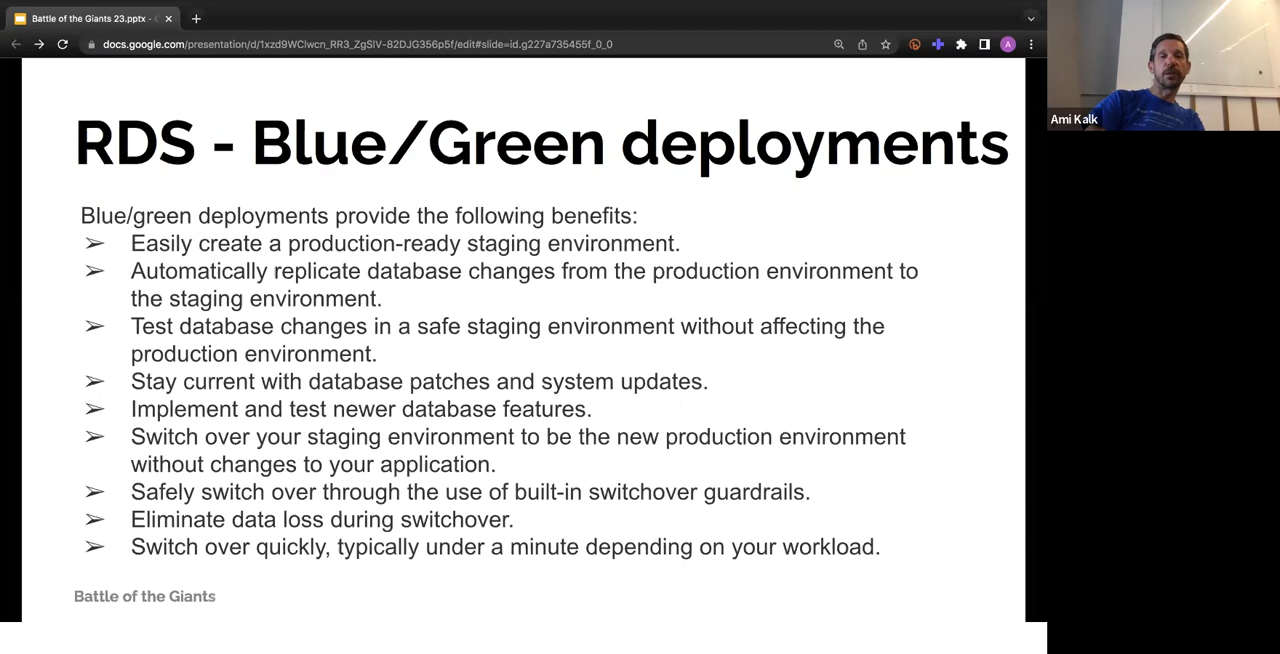 Battle of the Giants 23.pptx -
docs.google.com/presentation/d/1xzd9WClwcn_RR3_ZgSlV-82DJG356p5f/edit#slide=id.g227a735455f_0_0
A
Ami Kalk
RDS - Blue/Green deployments
Blue/green deployments provide the following benefits:
➢ Easily create a production-ready staging environment.
➢ Automatically replicate database changes from the production environment to
the staging environment.
➢ Test database changes in a safe staging environment without affecting the
production environment.
➢ Stay current with database patches and system updates.
➢ Implement and test newer database features.
➢ Switch over your staging environment to be the new production environment
without changes to your application.
➢ Safely switch over through the use of built-in switchover guardrails.
➢ Eliminate data loss during switchover.
➢ Switch over quickly, typically under a minute depending on your workload.
Battle of the Giants